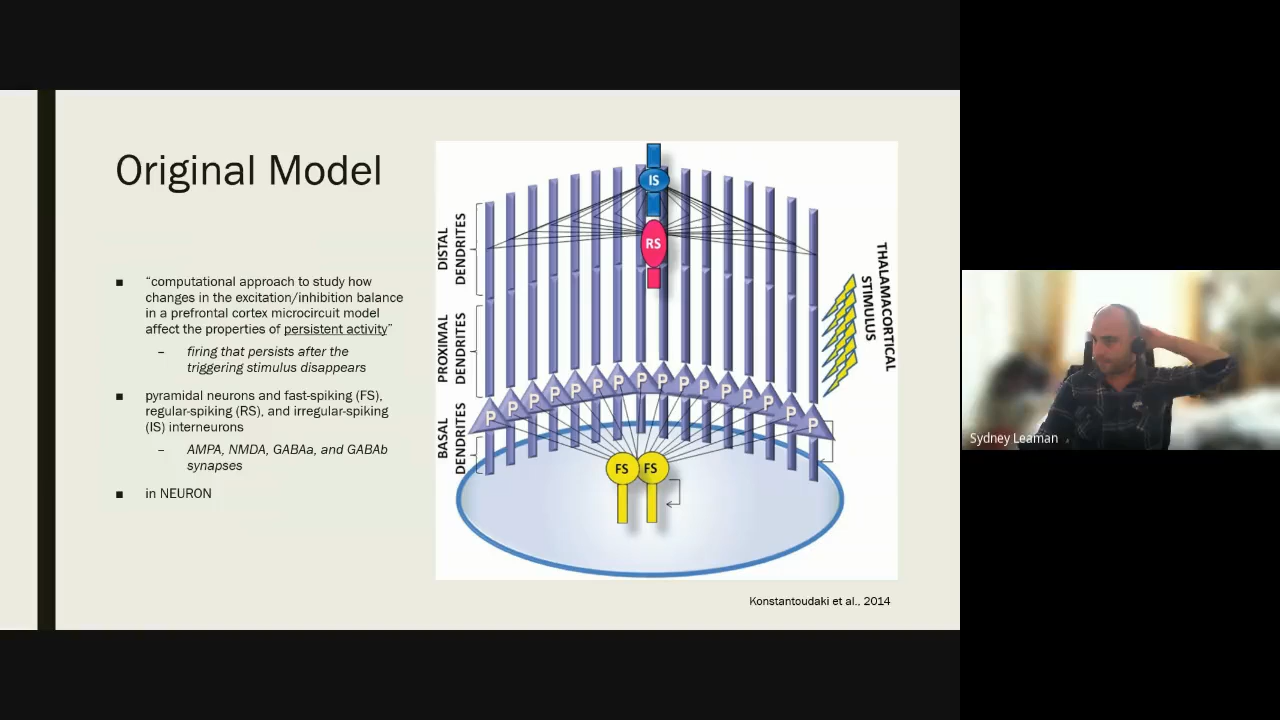 Original Model
“computational approach to study how
changes in the excitation/inhibition balance
in a prefrontal cortex microcircuit model
affect the properties of persistent activity”
– firing that persists after the
triggering stimulus disappears
pyramidal neurons and fast-spiking (FS),
regular-spiking (RS), and irregular-spiking
(IS) interneurons
– AMPA, NMDA, GABAa, and GABAb
synapses
in NEURON
DISTAL
DENDRITES
PROXIMAL
DENDRITES
BASAL
DENDRITES
IS
RS
THALAMACORTICAL
STIMULUS
P P P P P P P P P P P P P P P P
FS FS
Konstantoudaki et al., 2014
Sydney Leaman